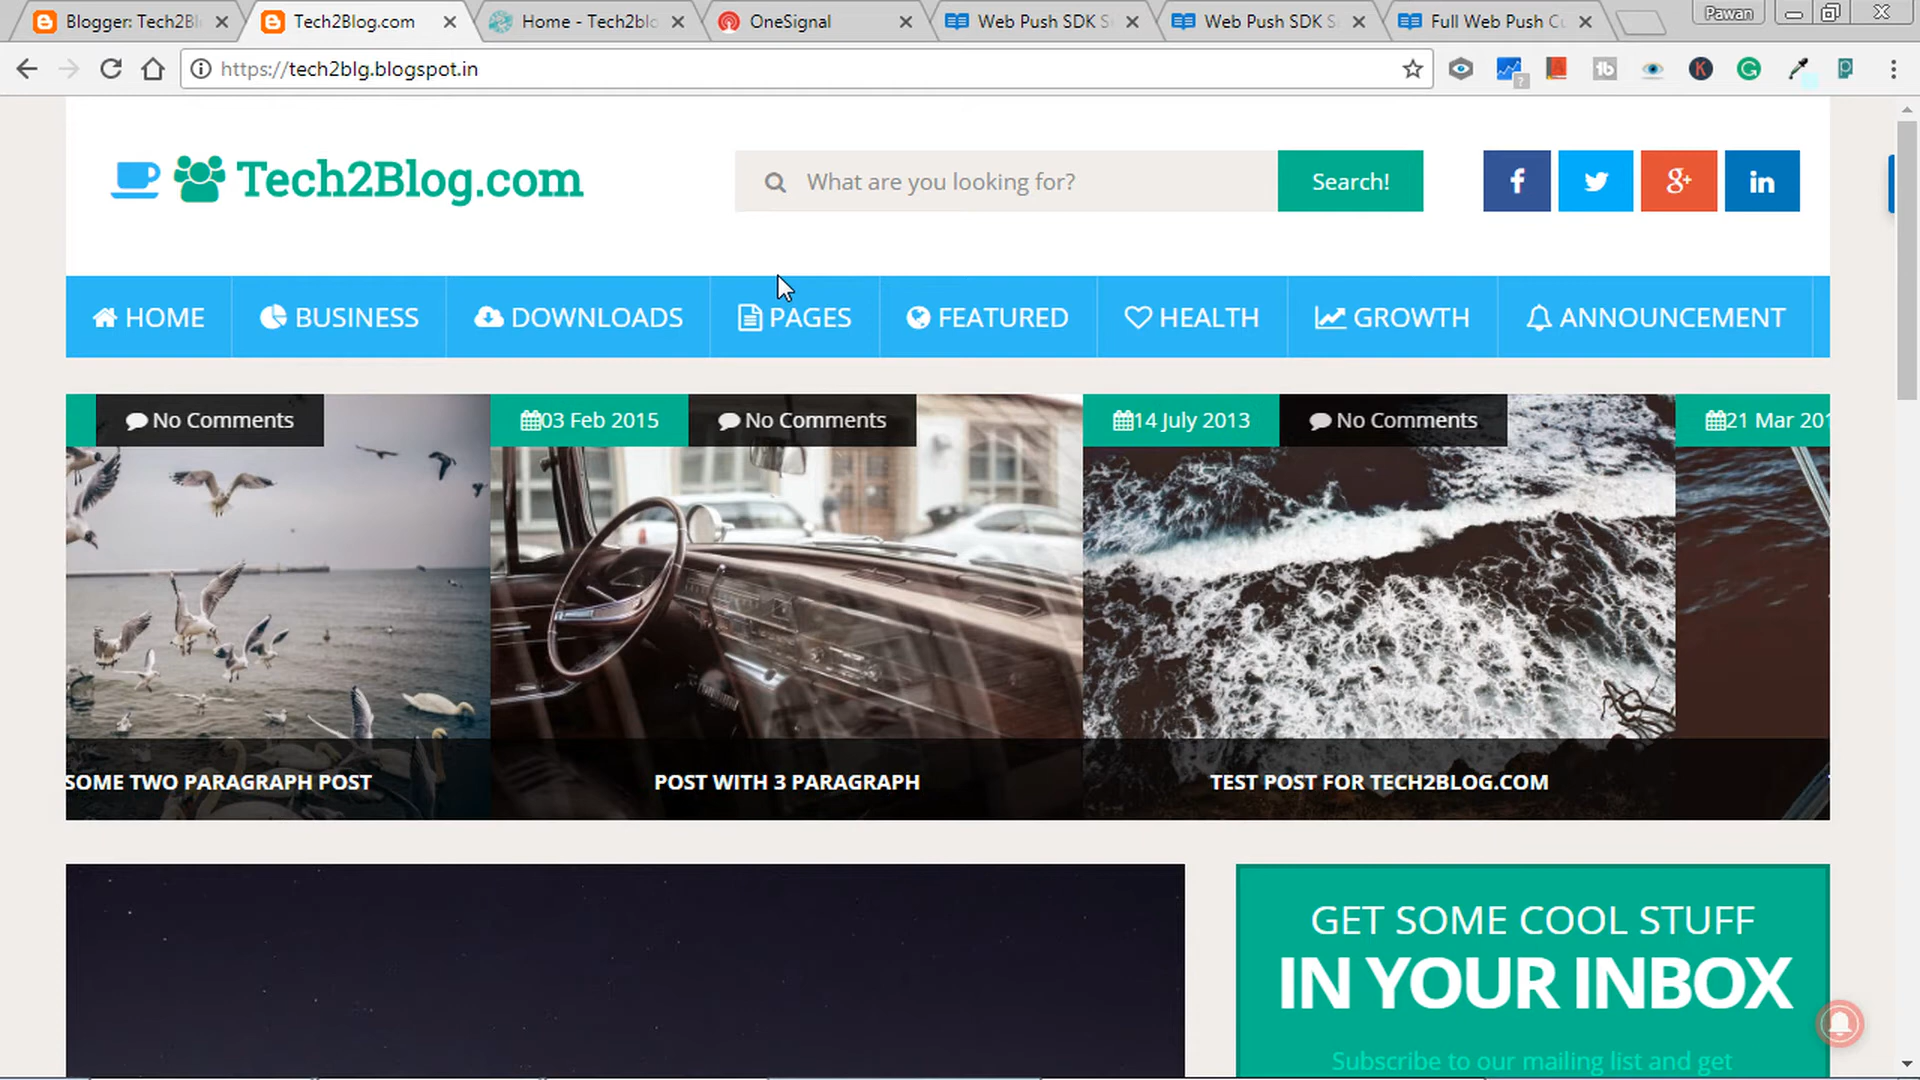 Blogger: Tech2Bl
Tech2Blog.com
Home - Tech2blo
OneSignal
Web Push SDK S
Web Push SDK S
Full Web Push Cu
Pawan
https://tech2blg.blogspot.in
Tech2Blog.com
What are you looking for?
Search!
HOME
BUSINESS
DOWNLOADS
PAGES
FEATURED
HEALTH
GROWTH
ANNOUNCEMENT
No Comments
03 Feb 2015
No Comments
14 July 2013
No Comments
21 Mar 201
SOME TWO PARAGRAPH POST
POST WITH 3 PARAGRAPH
TEST POST FOR TECH2BLOG.COM
GET SOME COOL STUFF
IN YOUR INBOX
Subscribe to our mailing list and get